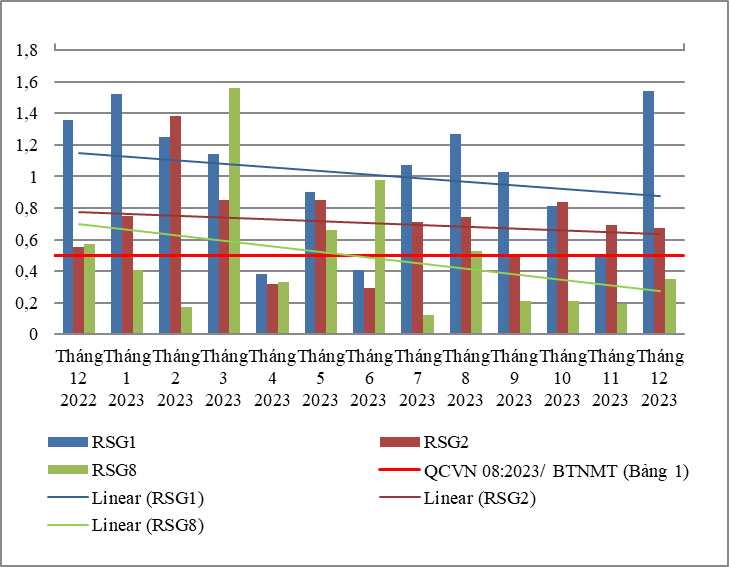 1,8
1,6
1,4
1,2
1
0,8
0,6
0,4
0,2
0
Tháng 12 2022
Tháng 1 2023
Tháng 2 2023
Tháng 3 2023
Tháng 4 2023
Tháng 5 2023
Tháng 6 2023
Tháng 7 2023
Tháng 8 2023
Tháng 9 2023
Tháng 10 2023
Tháng 11 2023
Tháng 12 2023
RSG1
RSG2
RSG8
QCVN 08:2023/ BTNMT (Bảng 1)
Linear (RSG1)
Linear (RSG2)
Linear (RSG8)